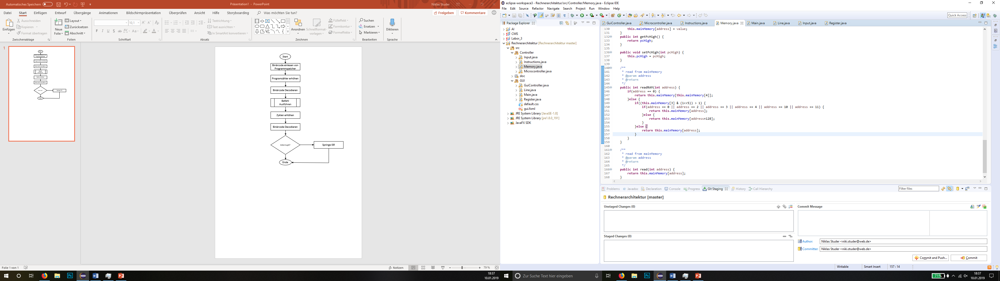 Automatisches Speichern
Präsentation1 - PowerPoint
Niklas Studer
Datei Start Einfügen Entwurf Übergänge Animationen Bildschirmpräsentation Überprüfen Ansicht Hilfe Storyboarding Was möchten Sie tun? Freigeben Kommentare
Einfügen
Ausschneiden
Kopieren
Format übertragen
Zwischenablage
Neue
Folie
Layout
Zurücksetzen
Abschnitt
Folien
10,1
F K U S ab AV Aa A
Schriftart
Textrichtung
Text ausrichten
In SmartArt konvertieren
Absatz
Anordnen
Schnellformat-
vorlagen
Fülleffekt
Formkontur
Formeffekte
Zeichnen
Suchen
Ersetzen
Markieren
Bearbeiten
Diktieren
Sprache
1
Start
Binärcode einlesen von
Programmspeicher
Programzähler erhöhen
Binärcode Decodieren
Befehl
Ausführen
Zyklen erhöhen
Binärcode Decodieren
Interrupt?
Springe ISR
Ende
Folie 1 von 1
Notizen
79 %
18:37
10.01.2019
eclipse-workspace3 - Rechnerarchitektur/src/Controller/Memory.java - Eclipse IDE
File Edit Source Refactor Navigate Search Project Run Window Help
Quick Access
Package Explorer
AI
CMS
Labor_3
Rechnerarchitektur [Rechnerarchitektur master]
src
Controller
Input.java
Instructions.java
Memory.java
Microcontroller.java
doc
GUI
GuiController.java
Line.java
Main.java
Register.java
default.css
gui.fxml
JRE System Library [JavaSE-1.8]
JRE System Library [jre1.8.0_191]
JavaFX SDK
GuiController.java Microcontroller.java Instructions.java Memory.java Main.java Line.java Input.java Register.java
130 this.mainMemory[address] = value;
131 }
132 public int getPcHigh() {
133 return pcHigh;
134 }
135
136 public void setPcHigh(int pcHigh) {
137 this.pcHigh = pcHigh;
138 }
139
140 /**
141 * read from mainMemory
142 * @param address
143 * @return
144 */
145 public int readRAM(int address) {
146 if(address == 0) {
147 return this.mainMemory[this.mainMemory[4]];
148 }else {
149 if((this.mainMemory[3] & (1<<5)) > 1) {
150 if(address == 0 || address == 2 || address == 3 || address == 4 || address == 10 || address == 11) {
151 return this.mainMemory[address];
152 }else {
153 return this.mainMemory[address+128];
154 }
155 }else {
156 return this.mainMemory[address];
157 }
158 }
159 }
160
161 /**
162 * read from mainMemory
163 * @param address
164 * @return
165 */
166 public int read(int address) {
167 return this.mainMemory[address];
168 }
Problems Javadoc Declaration Console Progress Git Staging History Call Hierarchy
Filter files
Rechnerarchitektur [master]
Unstaged Changes (0)
Staged Changes (0)
Commit Message
Author: Niklas Studer <niki.studer@web.de>
Committer: Niklas Studer <niki.studer@web.de>
Commit and Push...
Commit
Writable Smart Insert 157 : 14
Zur Suche Text hier eingeben
71%
18:37
10.01.2019